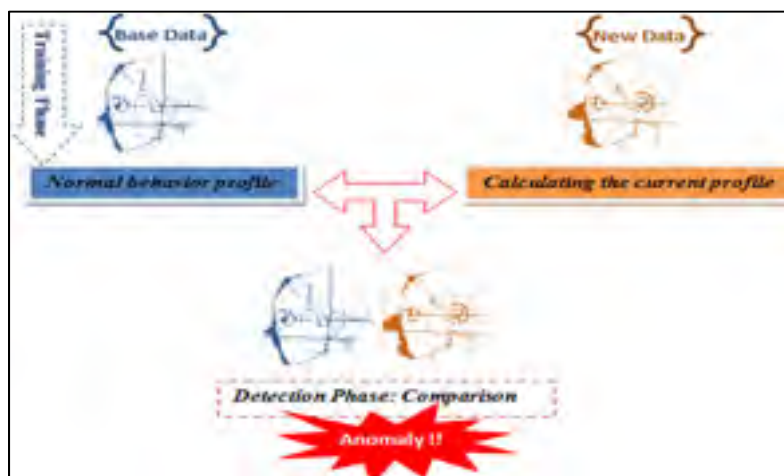 Training Phase
{Base Data}
{New Data}
Normal behavior profile
Calculating the current profile
Detection Phase: Comparison
Anomaly !!